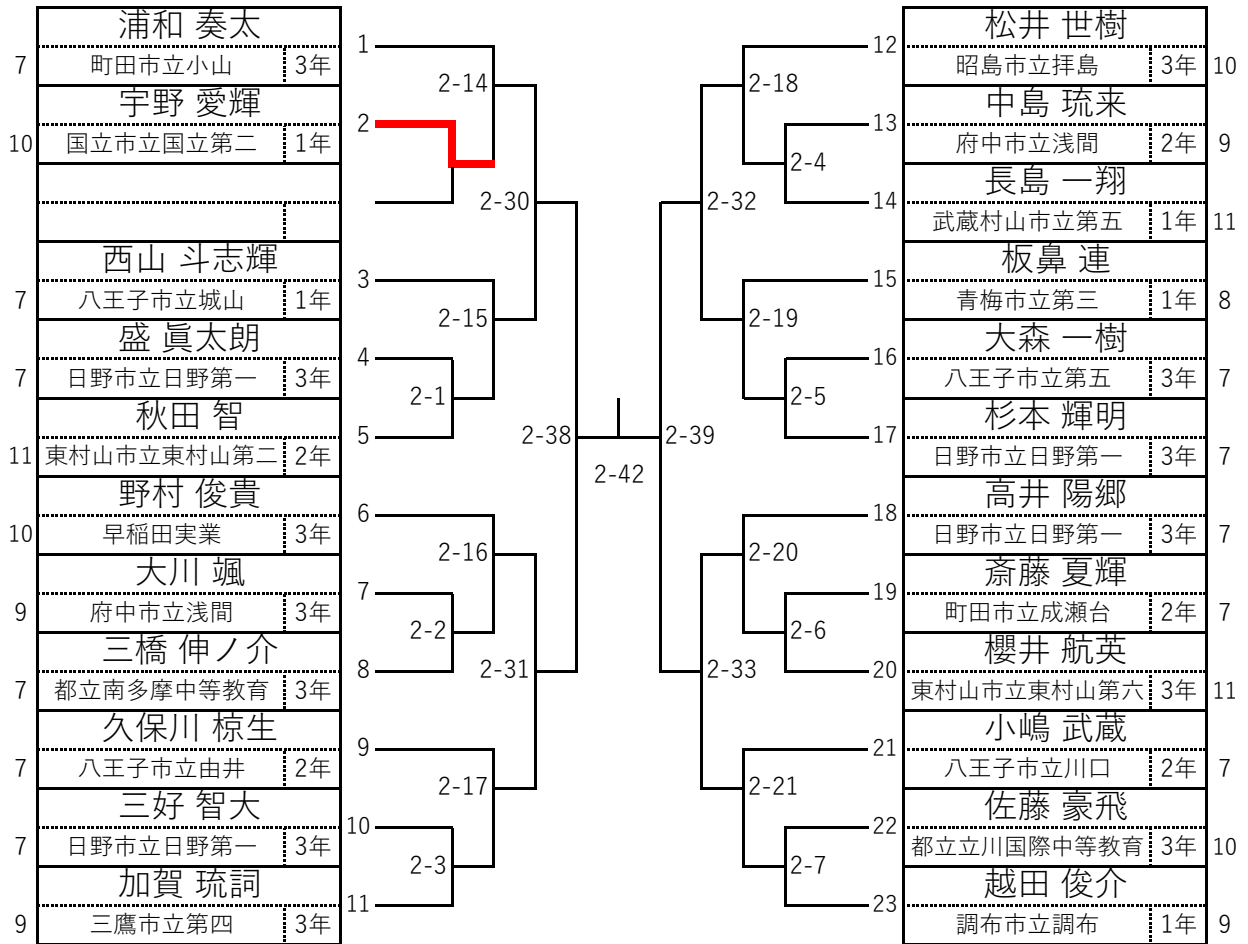 浦和 奏太
1
7 町田市立小山 3年
2-14
宇野 愛輝
2
10 国立市立国立第二 1年
2-30
西山 斗志輝
3
7 八王子市立城山 1年
2-15
盛 眞太朗
4
7 日野市立日野第一 3年
2-1
秋田 智
5
11 東村山市立東村山第二 2年
2-38
野村 俊貴
6
10 早稲田実業 3年
2-16
大川 颯
7
9 府中市立浅間 3年
2-2
三橋 伸ノ介
8
7 都立南多摩中等教育 3年
2-31
久保川 椋生
9
7 八王子市立由井 2年
2-17
三好 智大
10
7 日野市立日野第一 3年
2-3
加賀 琉詞
11
9 三鷹市立第四 3年
2-42
松井 世樹
12
昭島市立拝島 3年 10
2-18
中島 琉来
13
府中市立浅間 2年 9
2-4
長島 一翔
14
武蔵村山市立第五 1年 11
2-32
板鼻 連
15
青梅市立第三 1年 8
2-19
大森 一樹
16
八王子市立第五 3年 7
2-5
杉本 輝明
17
日野市立日野第一 3年 7
2-39
高井 陽郷
18
日野市立日野第一 3年 7
2-20
斎藤 夏輝
19
町田市立成瀬台 2年 7
2-6
櫻井 航英
20
東村山市立東村山第六 3年 11
2-33
小嶋 武蔵
21
八王子市立川口 2年 7
2-21
佐藤 豪飛
22
都立立川国際中等教育 3年 10
2-7
越田 俊介
23
調布市立調布 1年 9